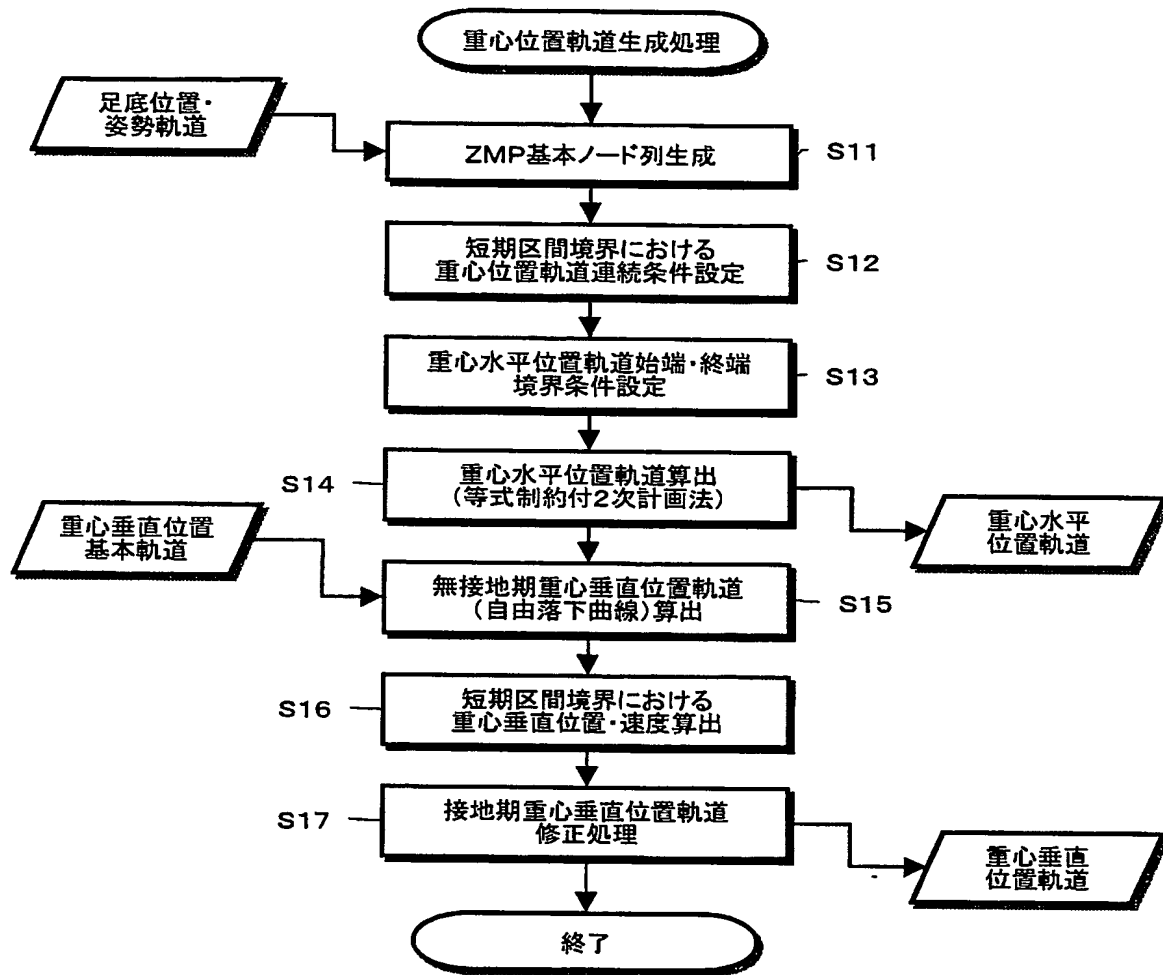 重心位置軌道生成処理
足底位置・
姿勢軌道
ZMP基本ノード列生成
S11
短期区間境界における
重心位置軌道連続条件設定
S12
重心水平位置軌道始端・終端
境界条件設定
S13
S14
重心水平位置軌道算出
(等式制約付2次計画法)
重心水平
位置軌道
重心垂直位置
基本軌道
無接地期重心垂直位置軌道
(自由落下曲線)算出
S15
S16
短期区間境界における
重心垂直位置・速度算出
S17
接地期重心垂直位置軌道
修正処理
重心垂直
位置軌道
終了